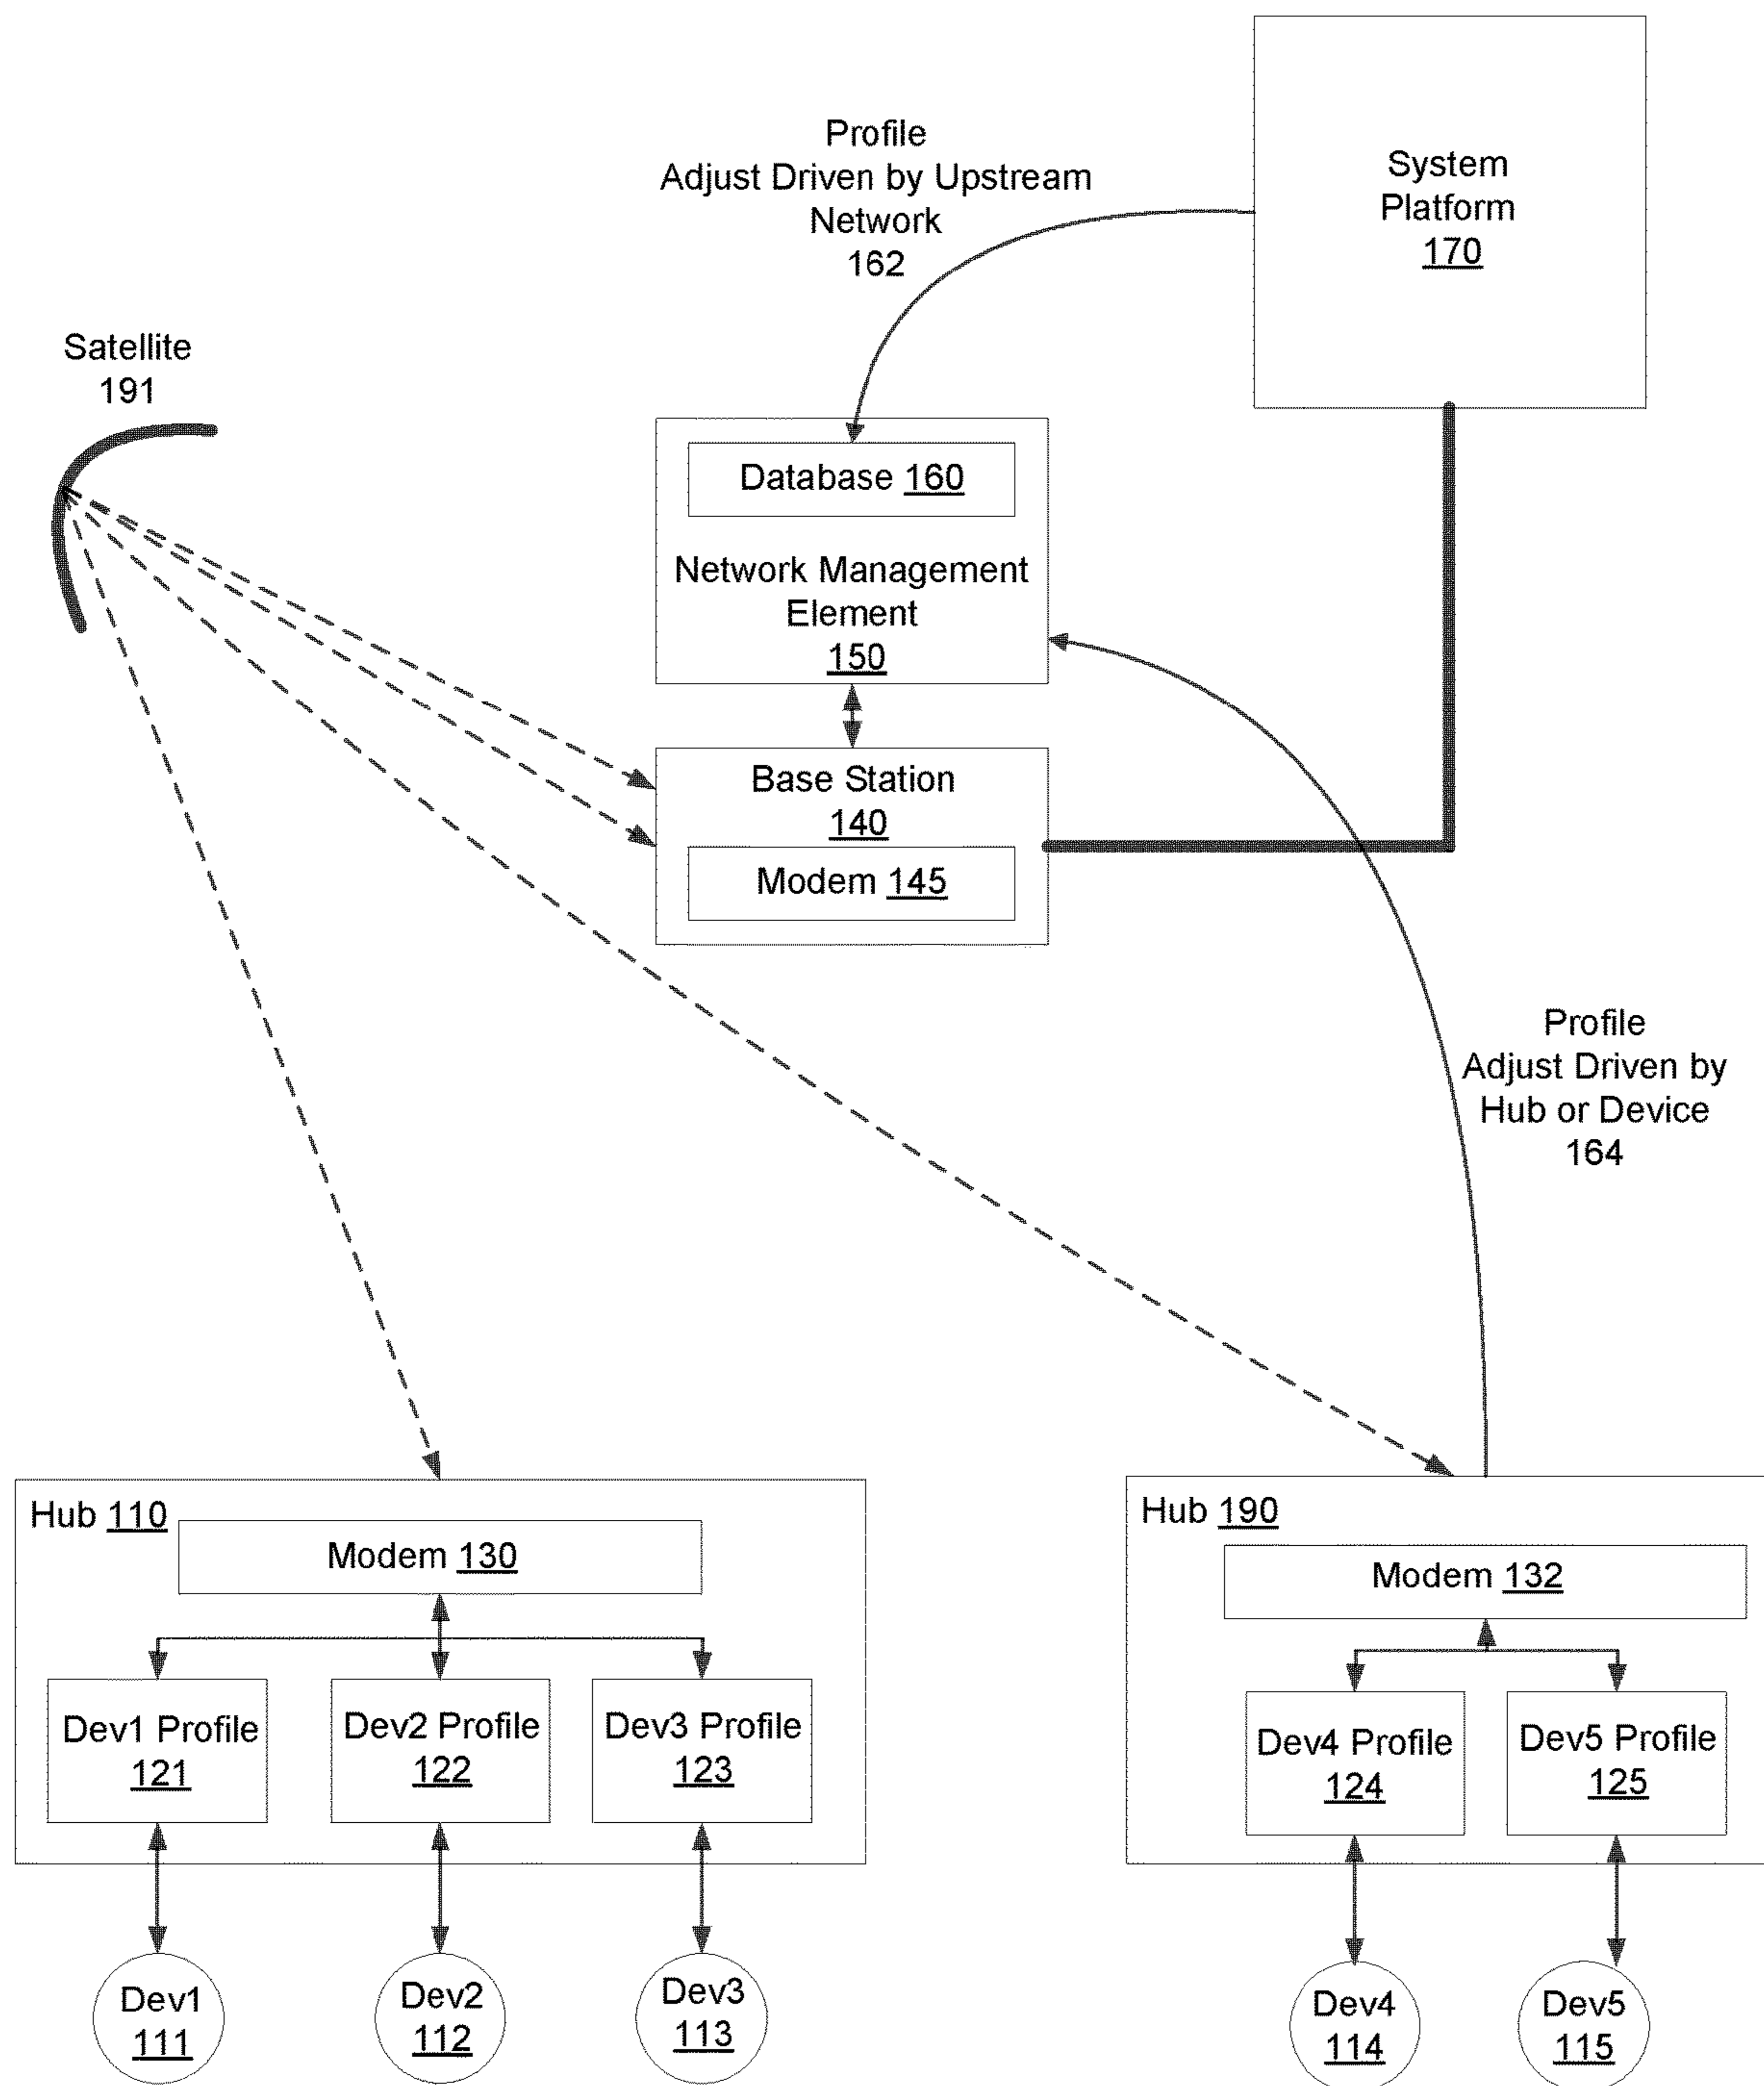 Profile
Adjust Driven by Upstream
Network
162
System
Platform
170
Satellite
191
Database 160
Network Management
Element
150
Base Station
140
Modem 145
Profile
Adjust Driven by
Hub or Device
164
Hub 110
Modem 130
Dev1 Profile
121
Dev2 Profile
122
Dev3 Profile
123
Hub 190
Modem 132
Dev4 Profile
124
Dev5 Profile
125
Dev1
111
Dev2
112
Dev3
113
Dev4
114
Dev5
115